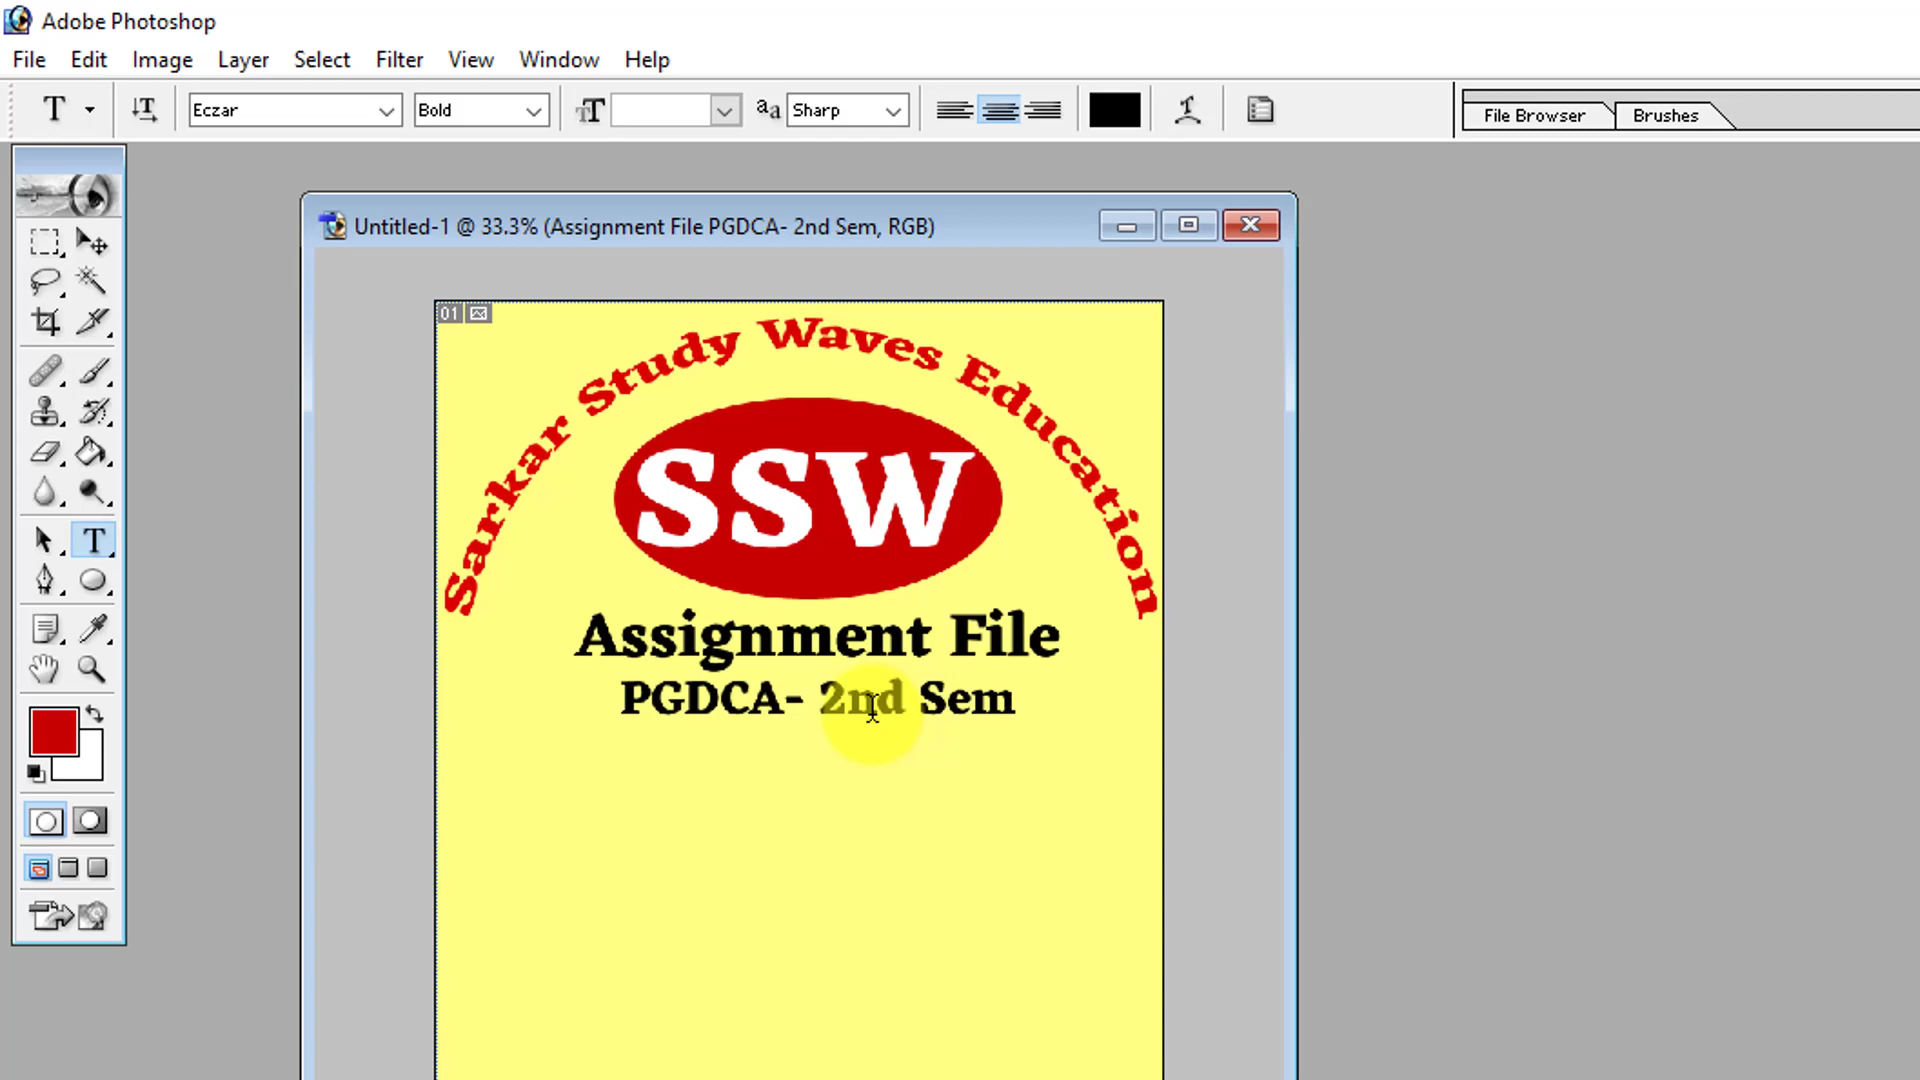 Adobe Photoshop
File Edit Image Layer Select Filter View Window Help
T T Eczar Bold TT aa Sharp T File Browser Brushes
Untitled-1 @ 33.3% (Assignment File PGDCA- 2nd Sem, RGB)
01
Sarkar Study Waves Education
SSW
Assignment File
PGDCA- 2nd Sem
T